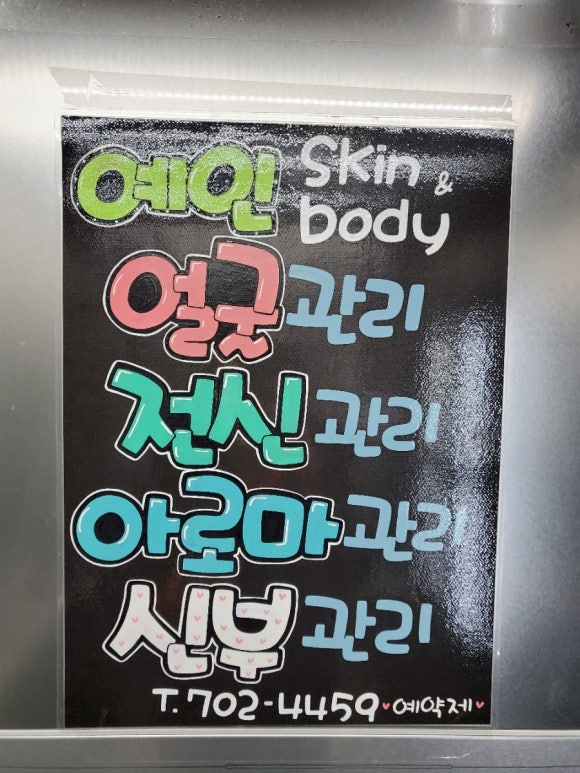 예인 Skin &
body
얼굴관리
전신관리
아로마관리
신부관리
T. 702-4459 ♥예약제♥